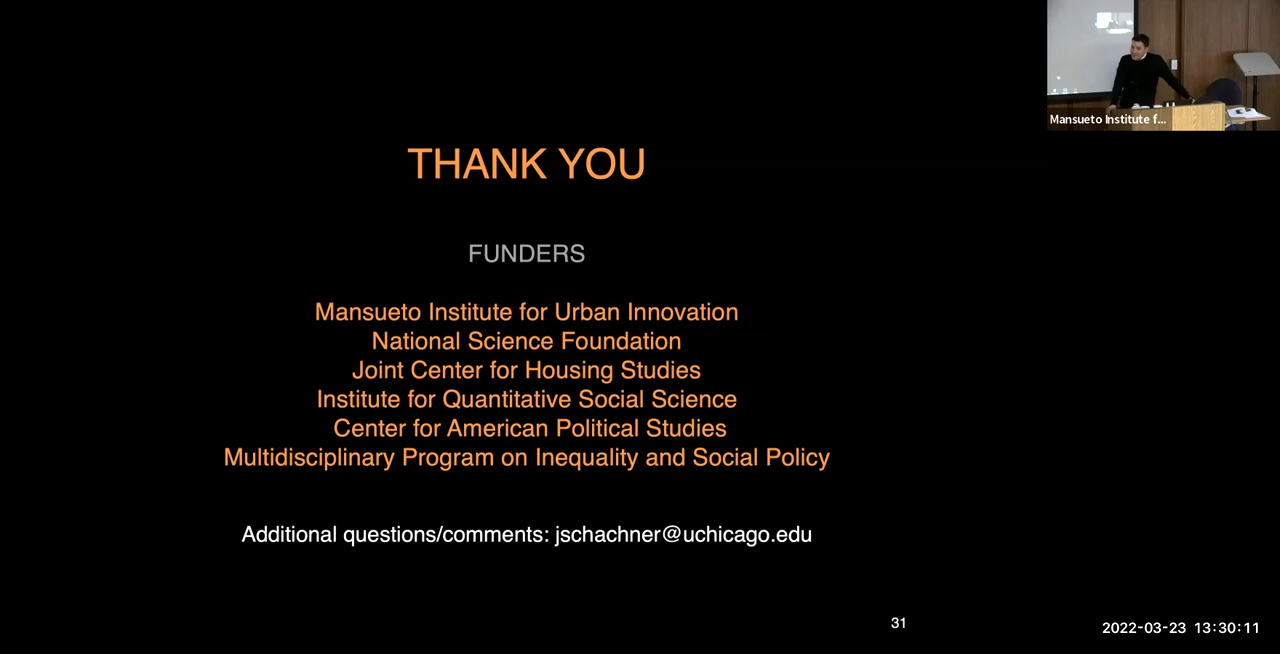 Mansueto Institute f...
THANK YOU
FUNDERS
Mansueto Institute for Urban Innovation
National Science Foundation
Joint Center for Housing Studies
Institute for Quantitative Social Science
Center for American Political Studies
Multidisciplinary Program on Inequality and Social Policy
Additional questions/comments: jschachner@uchicago.edu
31
2022-03-23 13:30:11